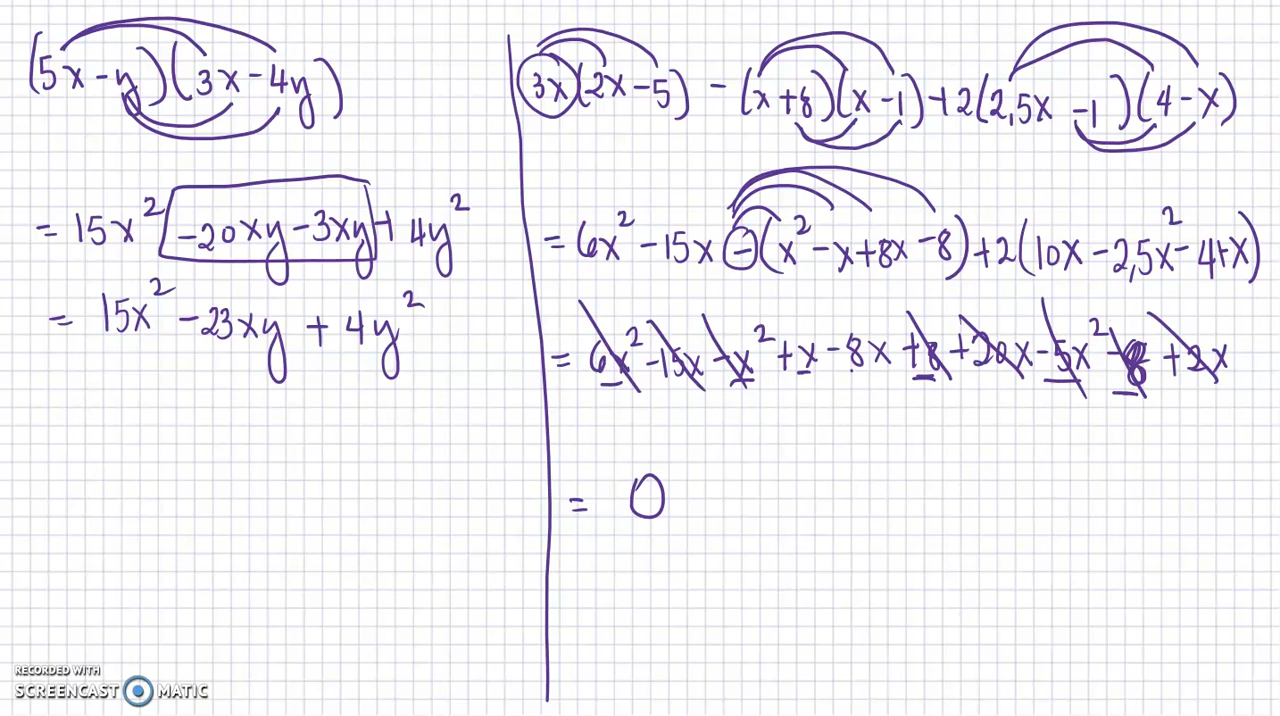 (5x-y)(3x-4y)
= 15x² -20xy-3xy+4y²
= 15x² -23xy + 4y²
3x(2x-5) - (x+8)(x-1)+2(2,5x-1)(4-x)
= 6x² -15x -(x²-x+8x-8)+2(10x-2,5x²-4+x)
= 6x² -15x -x² +x -8x +8 +20x -5x² -8 +2x
= 0
RECORDED WITH
SCREENCAST MATIC